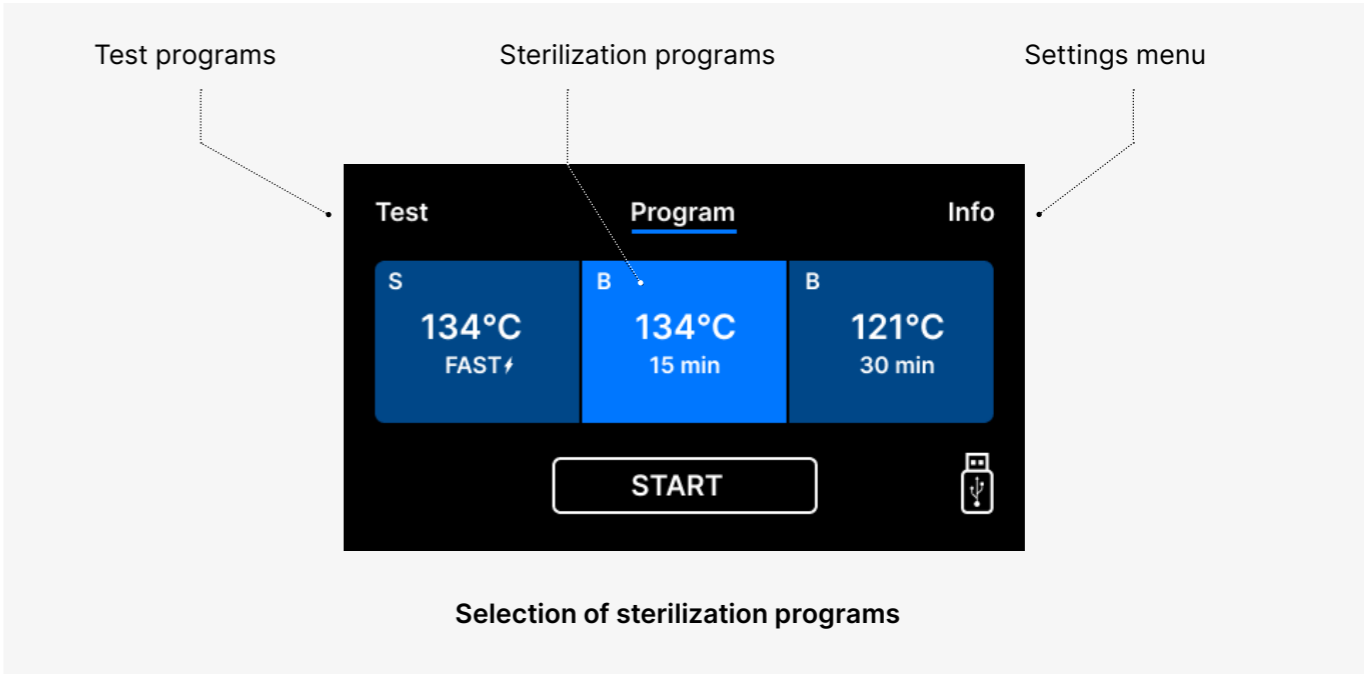 Test programs
Sterilization programs
Settings menu
Test
Program
Info
S
134°C
FAST
B
134°C
15 min
B
121°C
30 min
START
Selection of sterilization programs